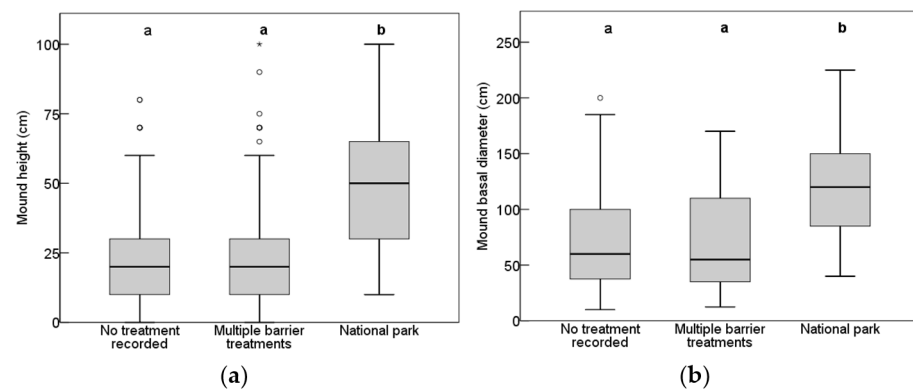 a a b
100
75
50
25
0
Mound height (cm)
No treatment
recorded
Multiple barrier
treatments
National park
(a)
a a b
250
200
150
100
50
0
Mound basal diameter (cm)
No treatment
recorded
Multiple barrier
treatments
National park
(b)